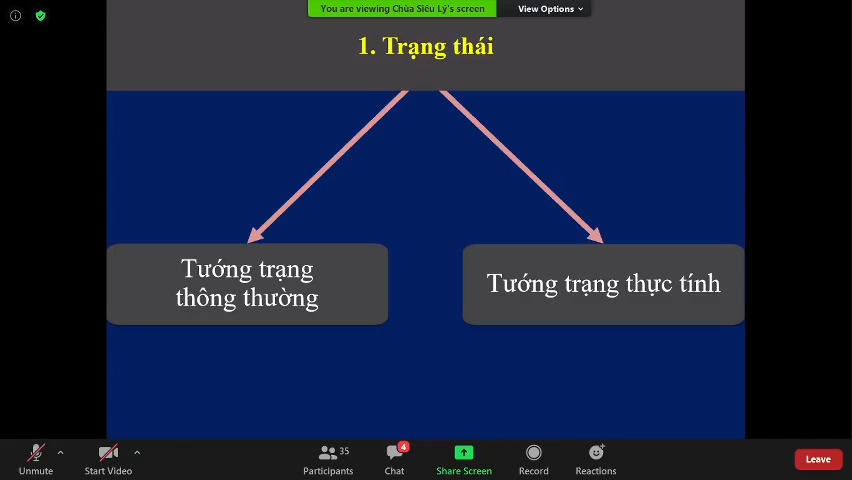 You are viewing Chùa Siêu Lý's screen
View Options
1. Trạng thái
Tướng trạng
thông thường
Tướng trạng thực tính
Unmute
Start Video
35
Participants
4
Chat
Share Screen
Record
Reactions
Leave